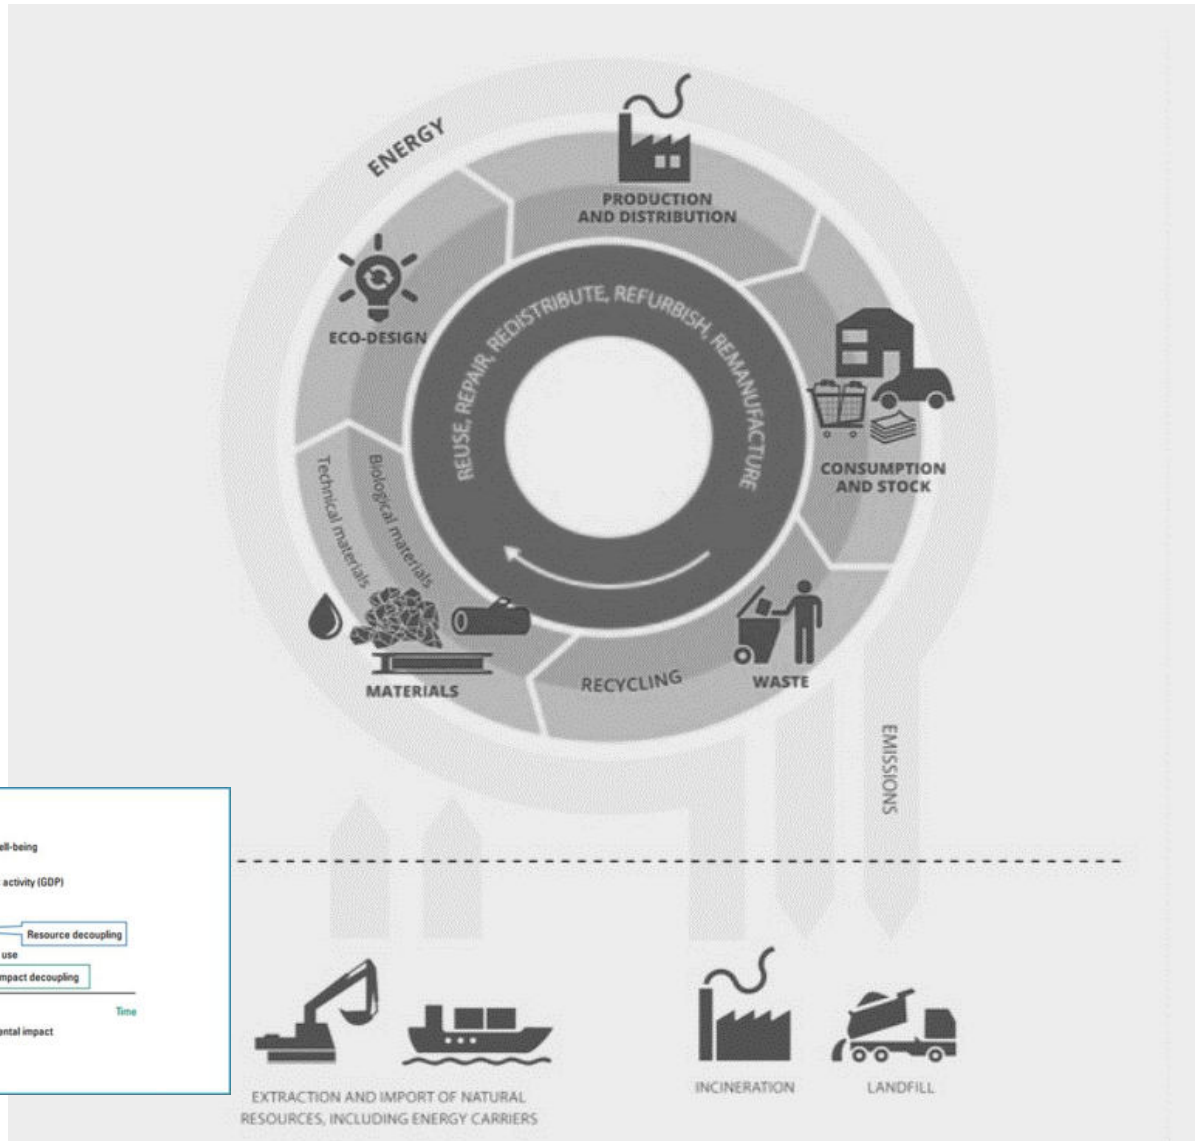 ENERGY
PRODUCTION
AND DISTRIBUTION
ECO-DESIGN
REUSE, REPAIR, REDISTRIBUTE, REFURBISH, REMANUFACTURE
CONSUMPTION
AND STOCK
Technical materials
Biological materials
MATERIALS
RECYCLING
WASTE
EMISSIONS
ell-being
activity (GDP)
Resource decoupling
use
mpact decoupling
Time
ental impact
EXTRACTION AND IMPORT OF NATURAL
RESOURCES, INCLUDING ENERGY CARRIERS
INCINERATION
LANDFILL